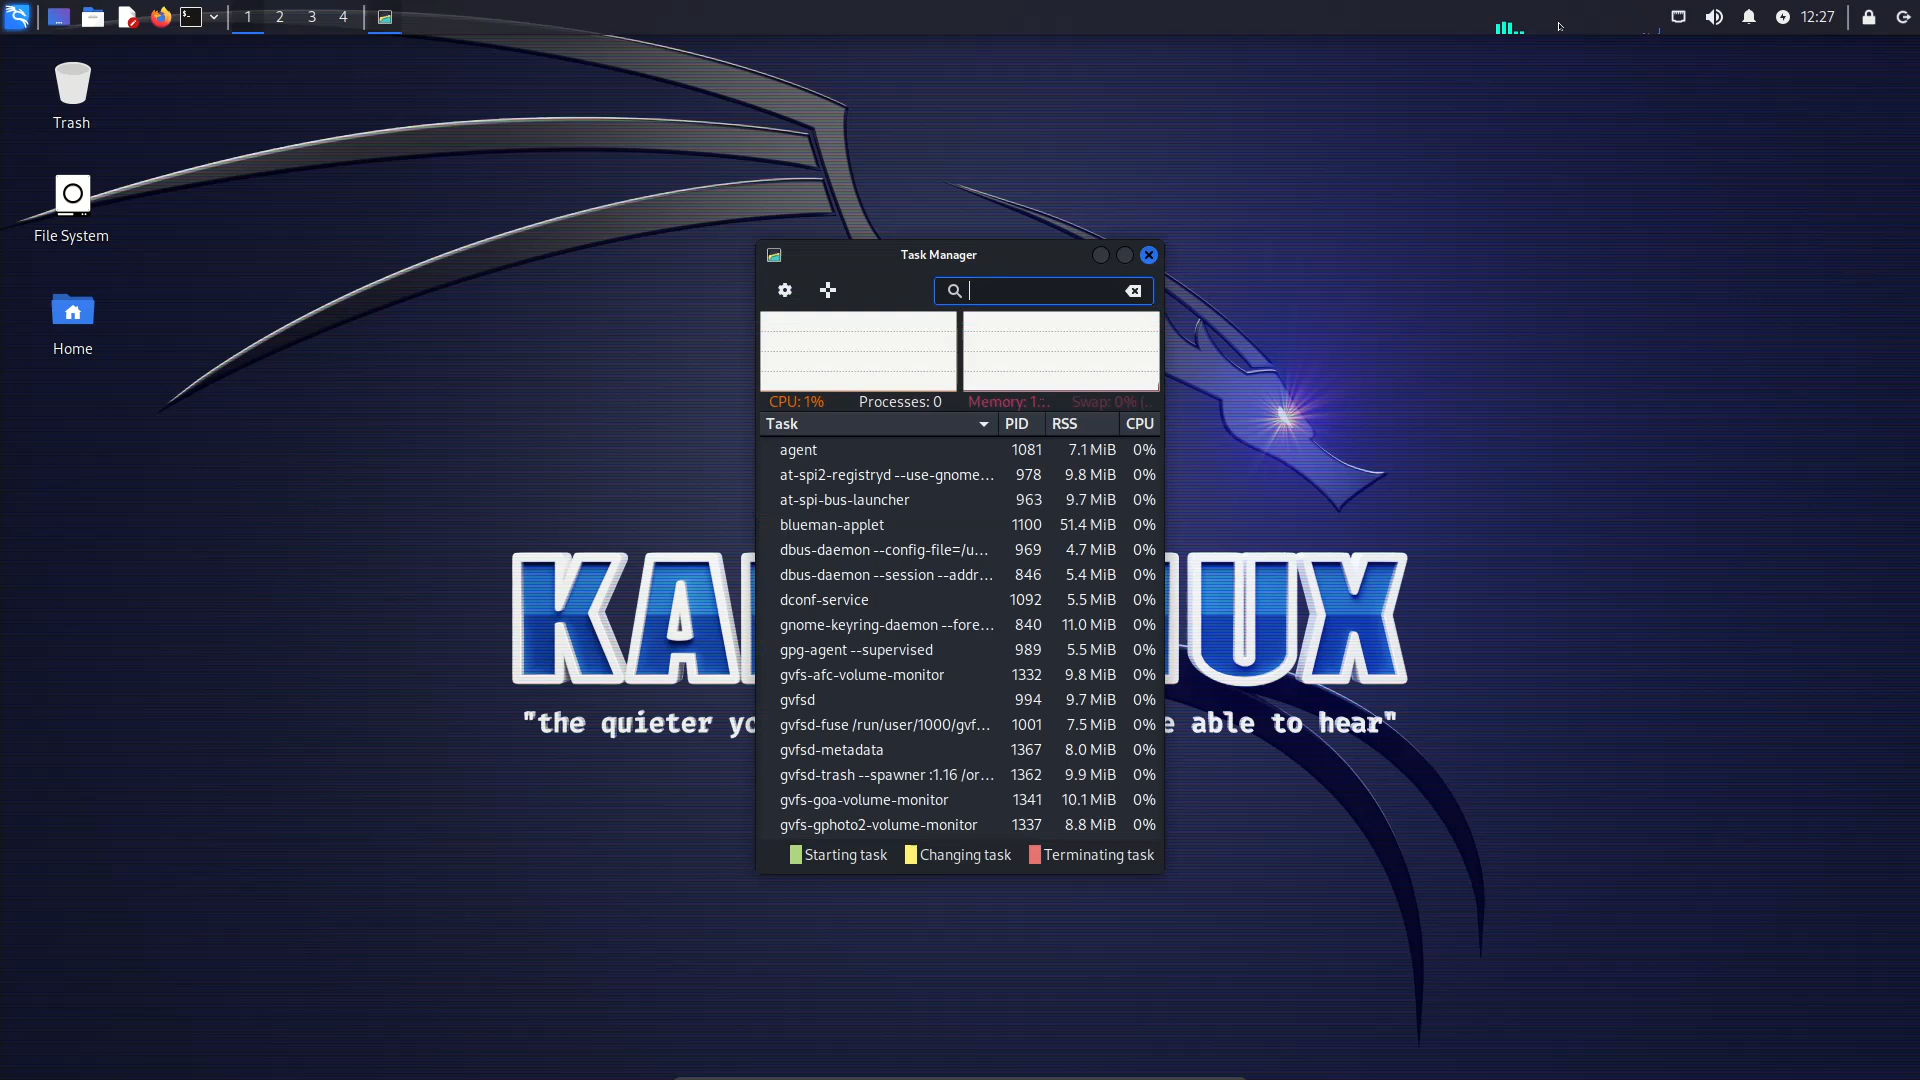 1 2 3 4
12:27
Trash
File System
Home
Task Manager
CPU: 1% Processes: 0 Memory: 1... Swap: 0% (...
Task PID RSS CPU
agent 1081 7.1 MiB 0%
at-spi2-registryd --use-gnome... 978 9.8 MiB 0%
at-spi-bus-launcher 963 9.7 MiB 0%
blueman-applet 1100 51.4 MiB 0%
dbus-daemon --config-file=/u... 969 4.7 MiB 0%
dbus-daemon --session --addr... 846 5.4 MiB 0%
dconf-service 1092 5.5 MiB 0%
gnome-keyring-daemon --fore... 840 11.0 MiB 0%
gpg-agent --supervised 989 5.5 MiB 0%
gvfs-afc-volume-monitor 1332 9.8 MiB 0%
gvfsd 994 9.7 MiB 0%
gvfsd-fuse /run/user/1000/gvf... 1001 7.5 MiB 0%
gvfsd-metadata 1367 8.0 MiB 0%
gvfsd-trash --spawner :1.16 /or... 1362 9.9 MiB 0%
gvfs-goa-volume-monitor 1341 10.1 MiB 0%
gvfs-gphoto2-volume-monitor 1337 8.8 MiB 0%
Starting task Changing task Terminating task
KA UX
"the quieter yo e able to hear"